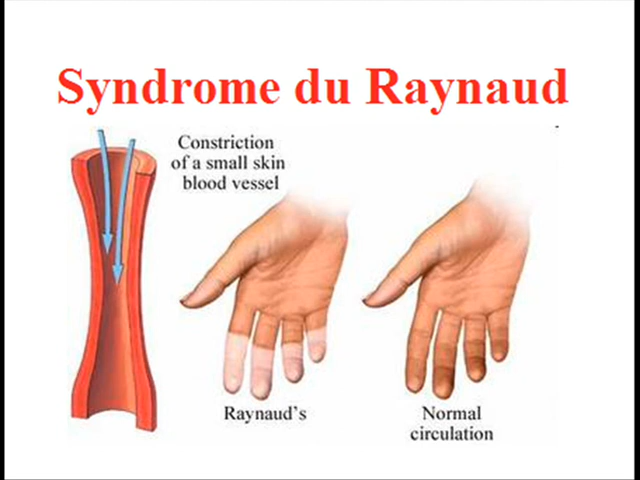 Syndrome du Raynaud
Constriction
of a small skin
blood vessel
Raynaud's
Normal
circulation